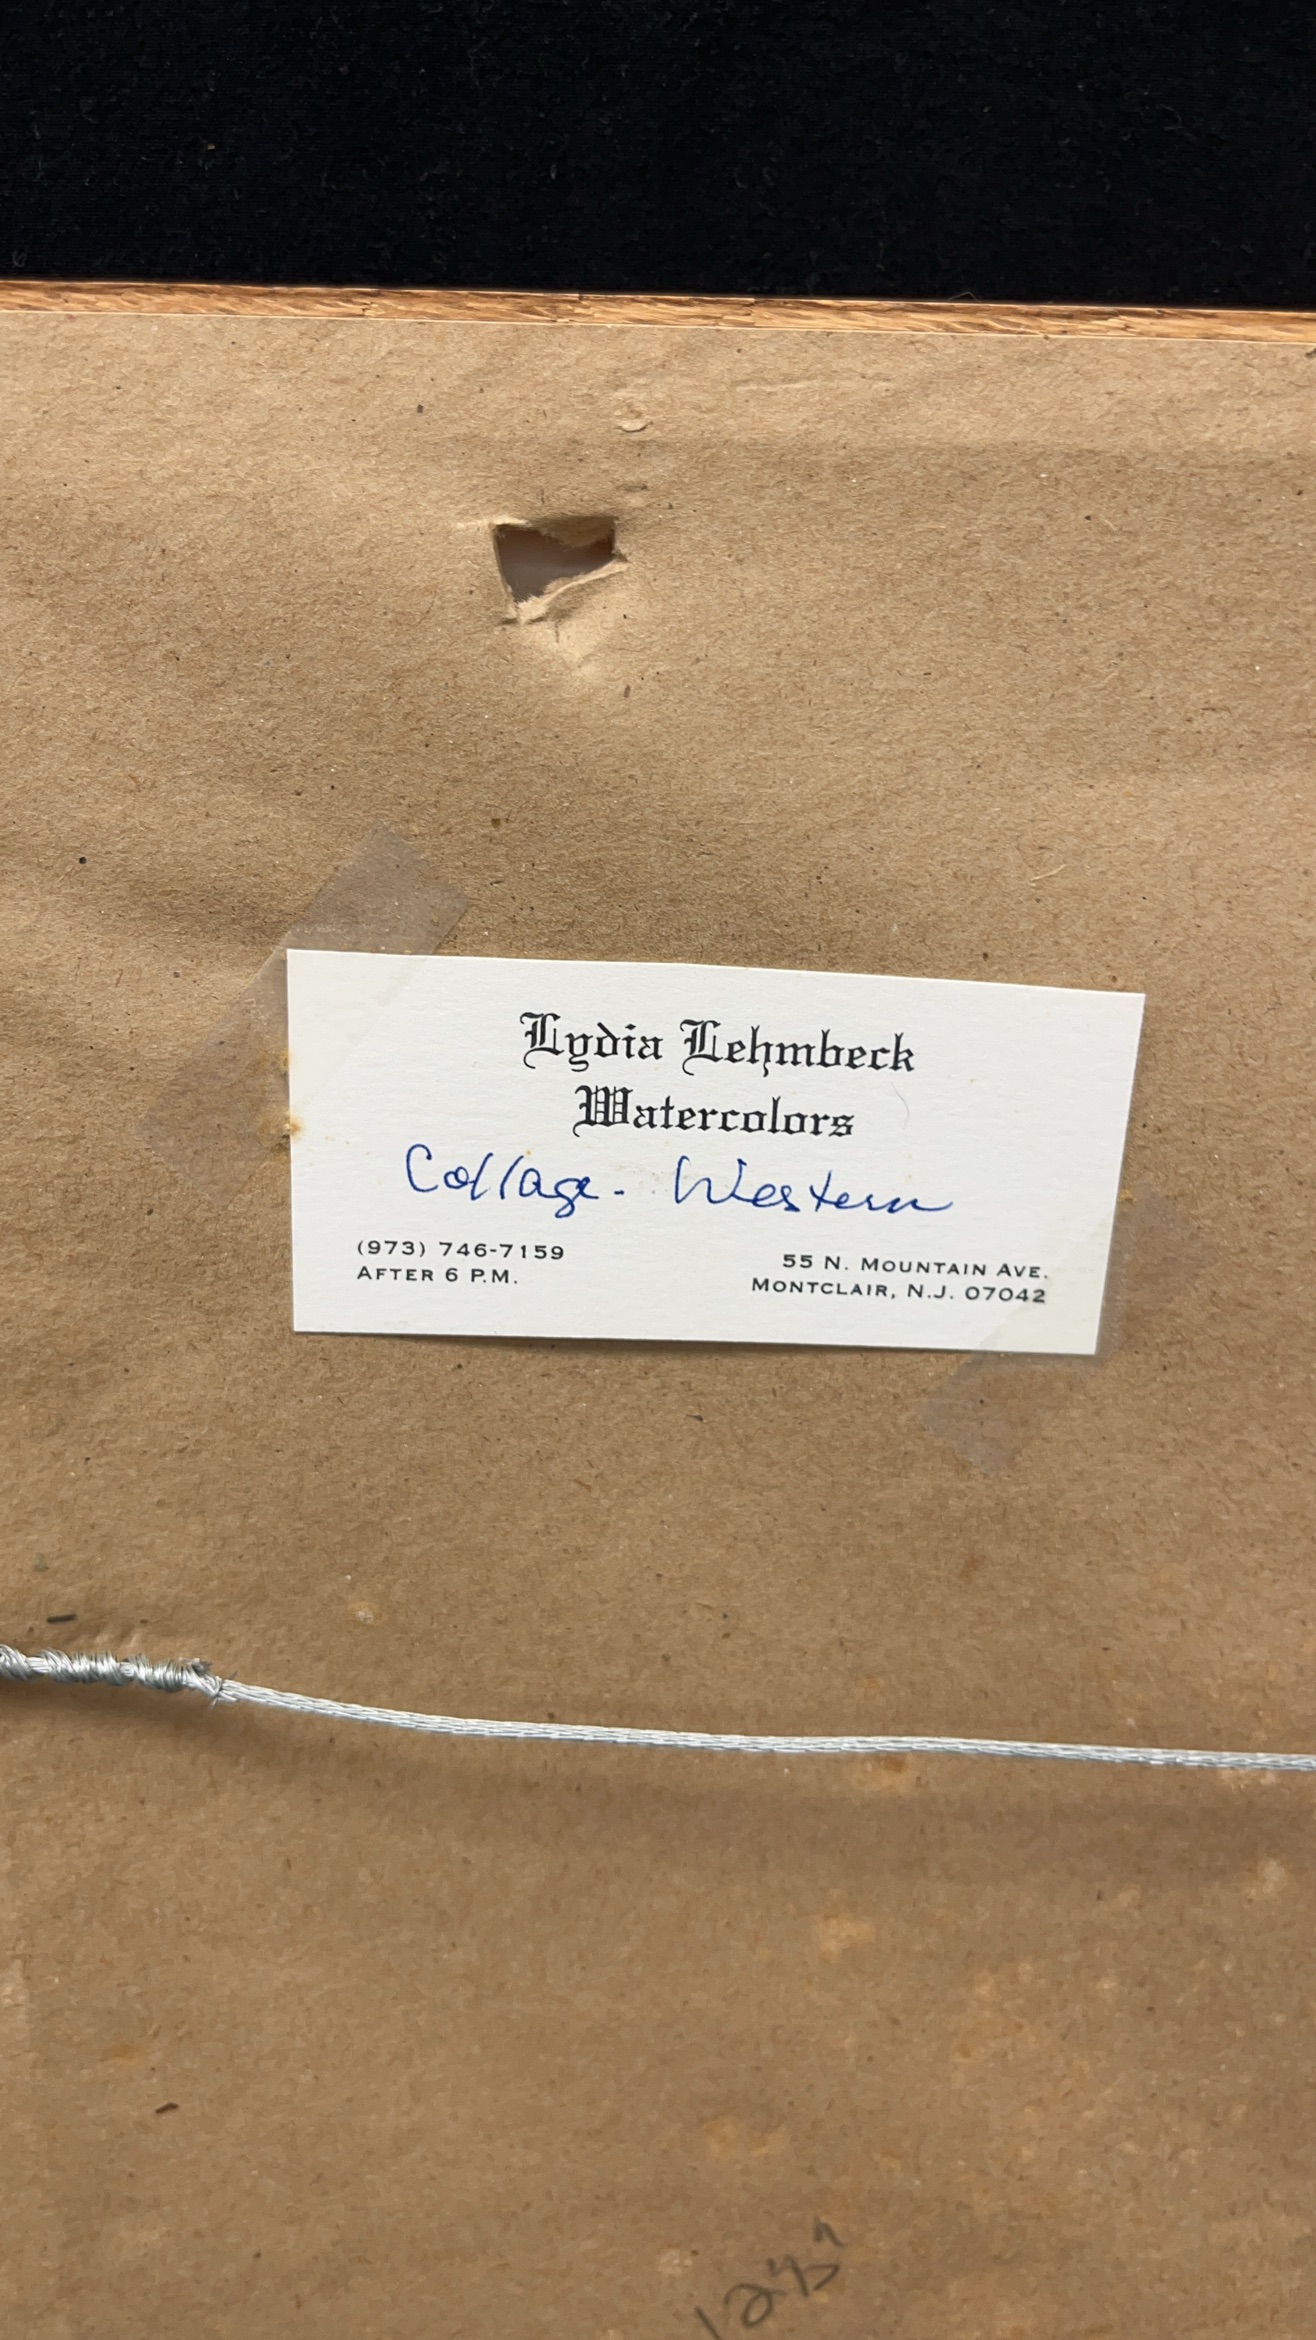 Lydia Lehmbeck
Watercolors
Collage. Western
(973) 746-7159
AFTER 6 P.M.
55 N. MOUNTAIN AVE.
MONTCLAIR, N.J. 07042